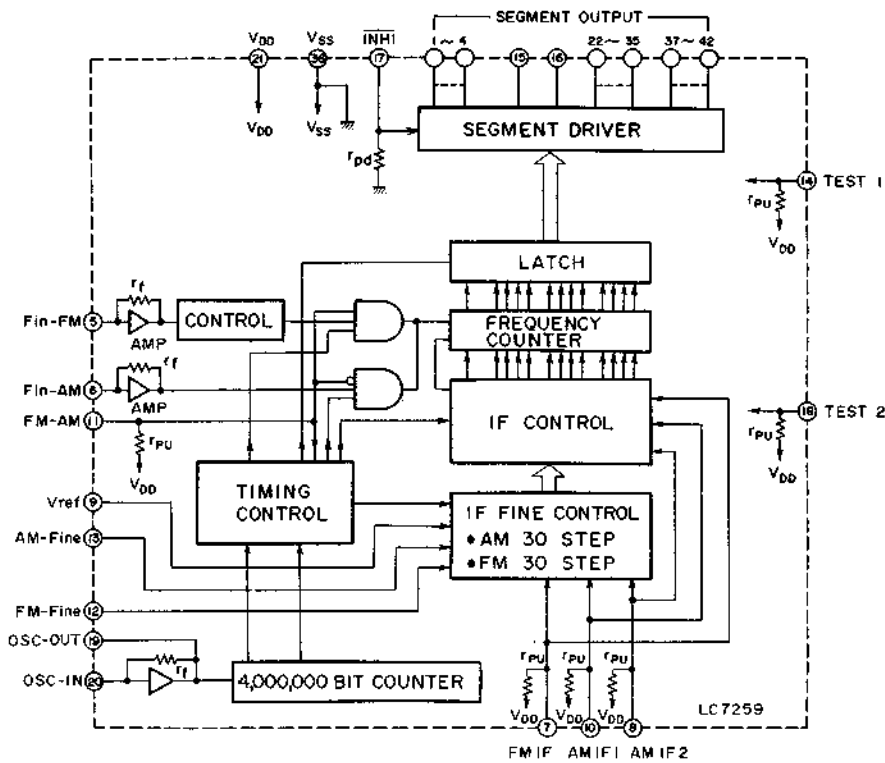 SEGMENT OUTPUT
VDD VSS INH1 1~4 22~35 37~42
21 36 17 15 16
VDD VSS
SEGMENT DRIVER
rpd
14 TEST 1
rPU
VDD
LATCH
rf
Fin-FM 5 CONTROL
AMP
FREQUENCY
COUNTER
rf
Fin-AM 6
AMP
IF CONTROL
FM-AM 11
18 TEST 2
rPU
VDD
rPU
VDD
TIMING
CONTROL
Vref 9
AM-Fine 13
IF FINE CONTROL
• AM 30 STEP
• FM 30 STEP
FM-Fine 12
OSC-OUT 19
OSC-IN 20
rf
4,000,000 BIT COUNTER
rPU rPU rPU
VDD VDD VDD
LC7259
7 10 8
FM IF AM IF1 AM IF2